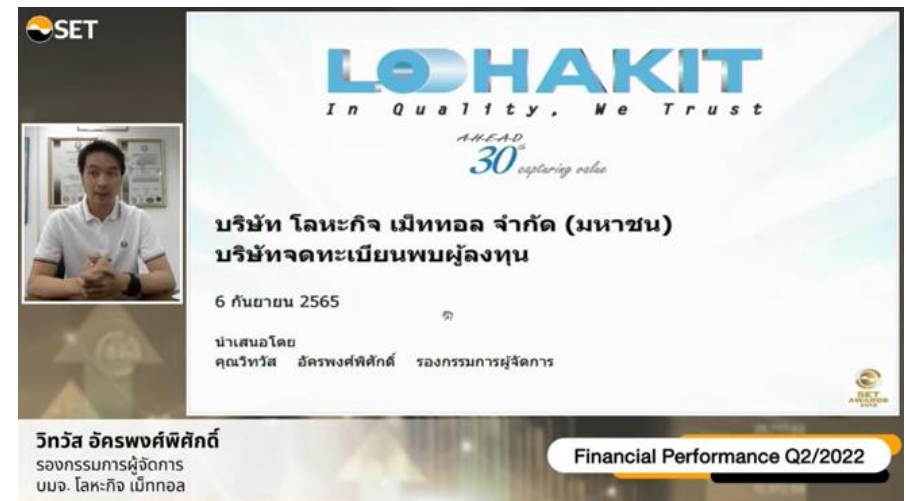 SET
LOHAKIT
In Quality, We Trust
A-H-E-A-D
30th capturing value
บริษัท โลหะกิจ เม็ททอล จำกัด (มหาชน)
บริษัทจดทะเบียนพบผู้ลงทุน
6 กันยายน 2565
นำเสนอโดย
คุณวิทวัส อัครพงศ์พิศักดิ์ รองกรรมการผู้จัดการ
SET
AWARDS
วิทวัส อัครพงศ์พิศักดิ์
รองกรรมการผู้จัดการ
บมจ. โลหะกิจ เม็ททอล
Financial Performance Q2/2022